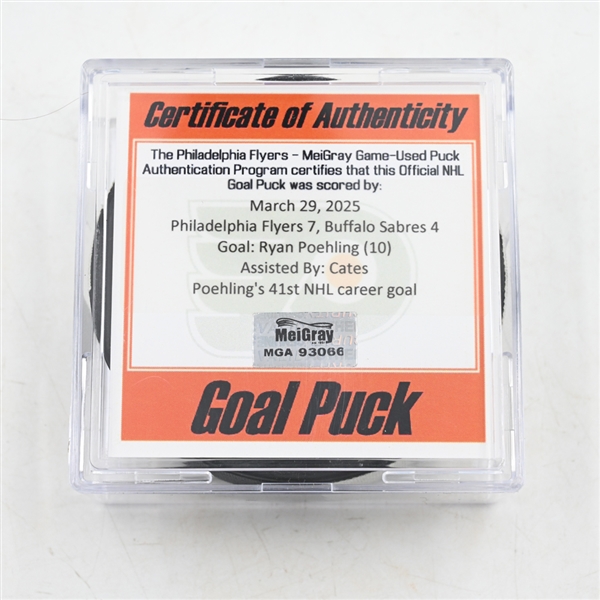 Certificate of Authenticity
The Philadelphia Flyers - MeiGray Game-Used Puck
Authentication Program certifies that this Official NHL
Goal Puck was scored by:
March 29, 2025
Philadelphia Flyers 7, Buffalo Sabres 4
Goal: Ryan Poehling (10)
Assisted By: Cates
Poehling's 41st NHL career goal
MeiGray
MGA 93066
Goal Puck